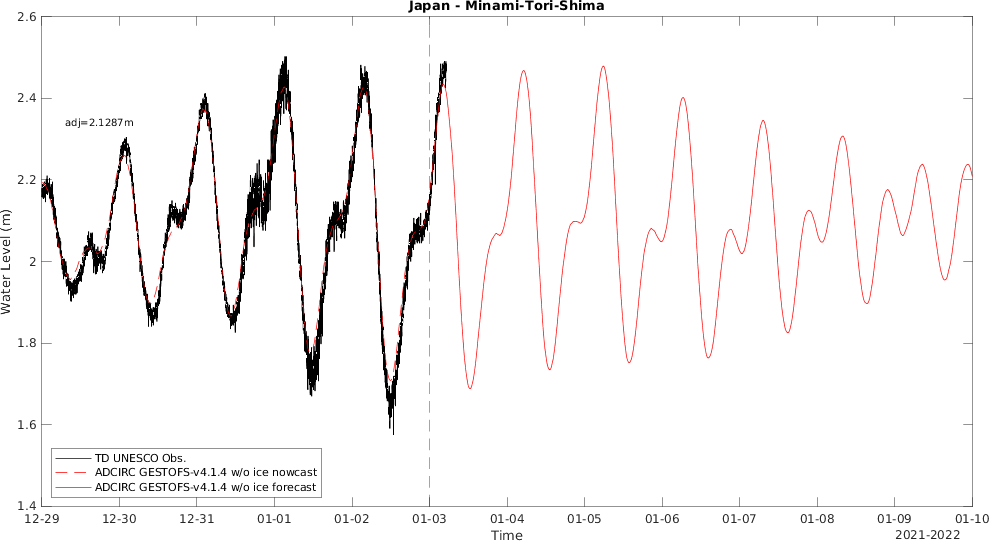 Japan - Minami-Tori-Shima
2.6
2.4
2.2
2
1.8
1.6
1.4
Water Level (m)
adj=2.1287m
TD UNESCO Obs.
ADCIRC GESTOFS-v4.1.4 w/o ice nowcast
ADCIRC GESTOFS-v4.1.4 w/o ice forecast
12-29 12-30 12-31 01-01 01-02 01-03 01-04 01-05 01-06 01-07 01-08 01-09 01-10
Time
2021-2022